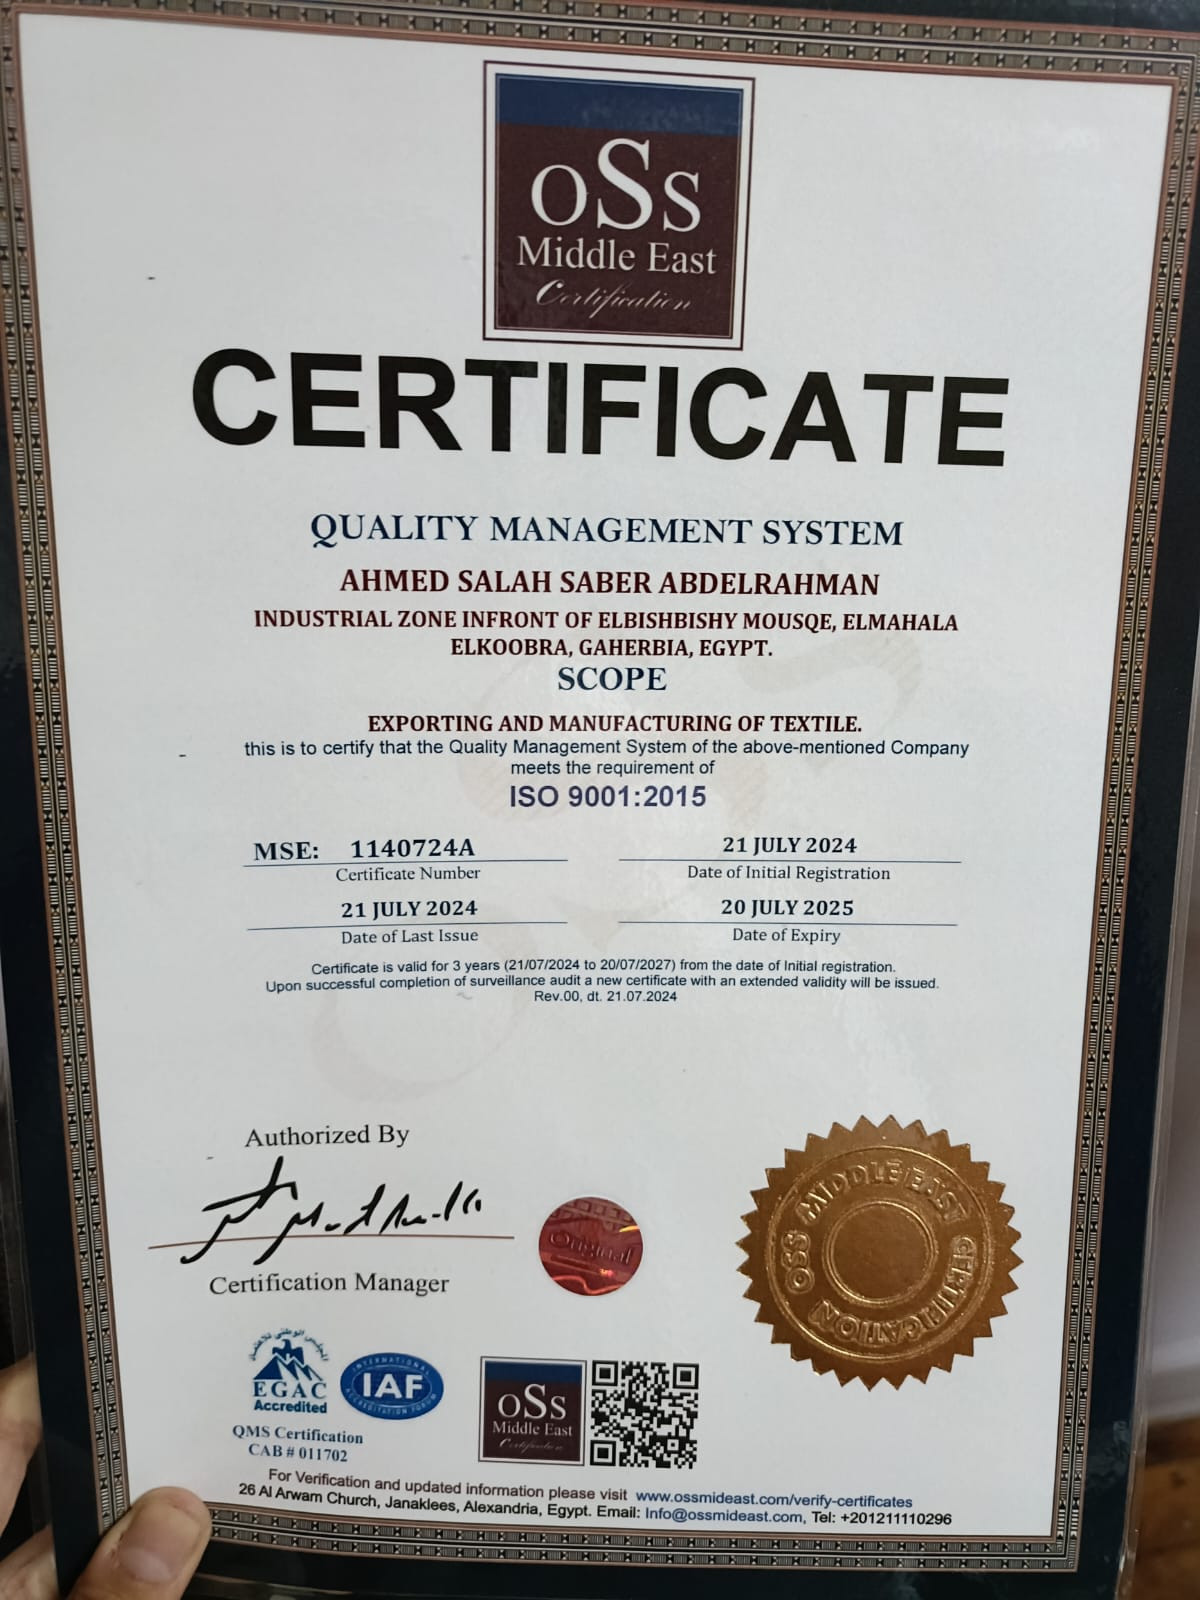 oSs
Middle East
Certification
CERTIFICATE
QUALITY MANAGEMENT SYSTEM
AHMED SALAH SABER ABDELRAHMAN
INDUSTRIAL ZONE INFRONT OF ELBISHBISHY MOUSQE, ELMAHALA
ELKOOBRA, GAHERBIA, EGYPT.
SCOPE
EXPORTING AND MANUFACTURING OF TEXTILE.
this is to certify that the Quality Management System of the above-mentioned Company
meets the requirement of
ISO 9001:2015
MSE: 1140724A
Certificate Number
21 JULY 2024
Date of Initial Registration
21 JULY 2024
Date of Last Issue
20 JULY 2025
Date of Expiry
Certificate is valid for 3 years (21/07/2024 to 20/07/2027) from the date of Initial registration.
Upon successful completion of surveillance audit a new certificate with an extended validity will be issued.
Rev.00, dt. 21.07.2024
Authorized By
Certification Manager
Original
OSS MIDDLE EAST CERTIFICATION
EGAC
Accredited
INTERNATIONAL
IAF
ACCREDITATION FORUM
QMS Certification
CAB # 011702
oSs
Middle East
Certification
For Verification and updated information please visit www.ossmideast.com/verify-certificates
26 Al Arwam Church, Janaklees, Alexandria, Egypt. Email: Info@ossmideast.com, Tel: +201211110296